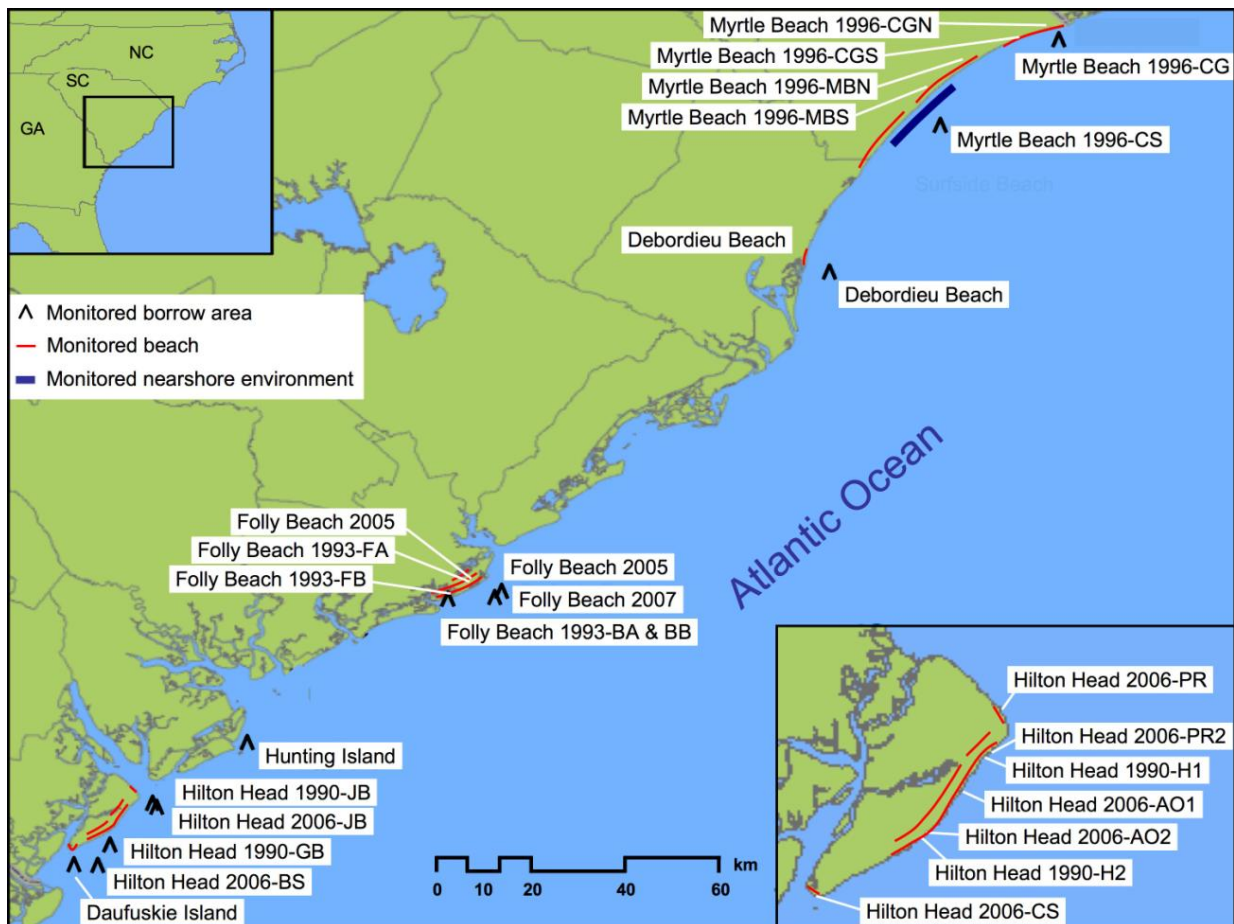 NC
SC
GA
Myrtle Beach 1996-CGN
Myrtle Beach 1996-CGS
Myrtle Beach 1996-CG
Myrtle Beach 1996-MBN
Myrtle Beach 1996-MBS
Myrtle Beach 1996-CS
Surfside Beach
Debordieu Beach
Debordieu Beach
Monitored borrow area
Monitored beach
Monitored nearshore environment
Atlantic Ocean
Folly Beach 2005
Folly Beach 1993-FA
Folly Beach 1993-FB
Folly Beach 2005
Folly Beach 2007
Folly Beach 1993-BA & BB
Hunting Island
Hilton Head 1990-JB
Hilton Head 2006-JB
Hilton Head 1990-GB
Hilton Head 2006-BS
Daufuskie Island
km
0 10 20 40 60
Hilton Head 2006-PR
Hilton Head 2006-PR2
Hilton Head 1990-H1
Hilton Head 2006-AO1
Hilton Head 2006-AO2
Hilton Head 1990-H2
Hilton Head 2006-CS